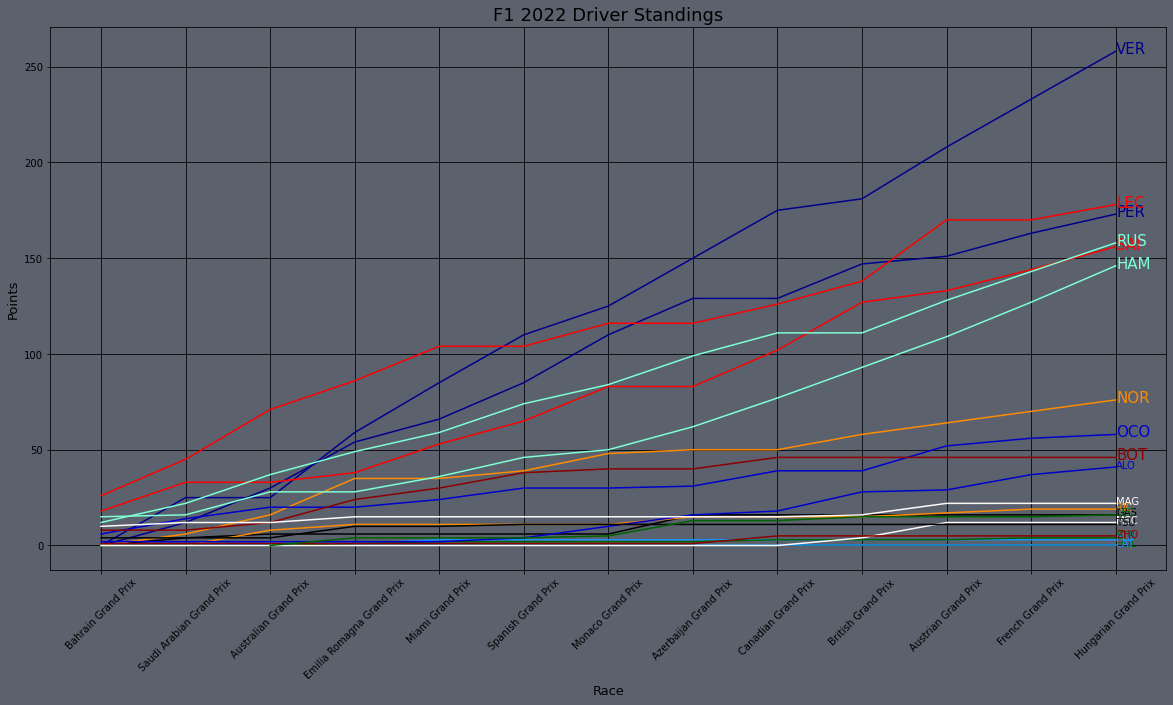 F1 2022 Driver Standings
Points
250
200
150
100
50
0
VER
LEC
PER
RUS
HAM
NOR
OCO
BOT
ALO
MAG
ZHO
Bahrain Grand Prix
Saudi Arabian Grand Prix
Australian Grand Prix
Emilia Romagna Grand Prix
Miami Grand Prix
Spanish Grand Prix
Monaco Grand Prix
Azerbaijan Grand Prix
Canadian Grand Prix
British Grand Prix
Austrian Grand Prix
French Grand Prix
Hungarian Grand Prix
Race